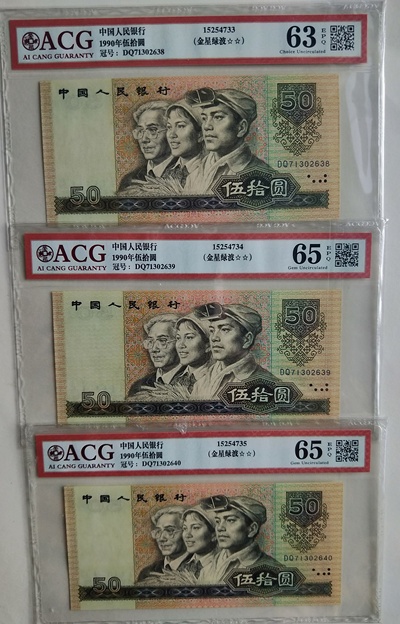 ACG
AI CANG GUARANTY
中国人民银行
1990年伍拾圆
冠号：DQ71302638
15254733
(金星绿波☆☆)
63 EPQ
Choice Uncirculated
中国人民银行
50
DQ71302638
50
伍拾圆
ACG
AI CANG GUARANTY
中国人民银行
1990年伍拾圆
冠号：DQ71302639
15254734
(金星绿波☆☆)
65 EPQ
Gem Uncirculated
中国人民银行
50
DQ71302639
50
伍拾圆
ACG
AI CANG GUARANTY
中国人民银行
1990年伍拾圆
冠号：DQ71302640
15254735
(金星绿波☆☆)
65 EPQ
Gem Uncirculated
中国人民银行
50
DQ71302640
50
伍拾圆